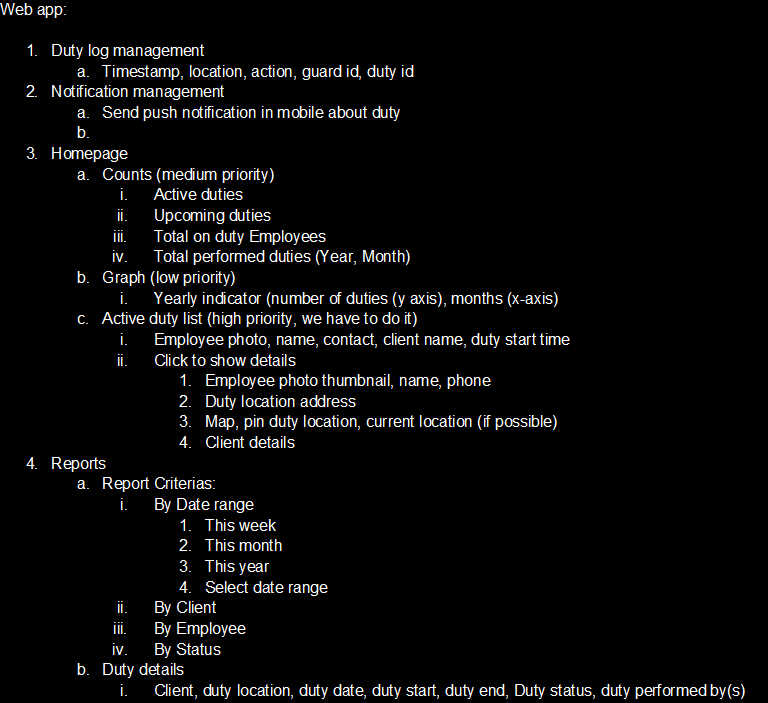 Web app:
1. Duty log management
a. Timestamp, location, action, guard id, duty id
2. Notification management
a. Send push notification in mobile about duty
b.
3. Homepage
a. Counts (medium priority)
i. Active duties
ii. Upcoming duties
iii. Total on duty Employees
iv. Total performed duties (Year, Month)
b. Graph (low priority)
i. Yearly indicator (number of duties (y axis), months (x-axis)
c. Active duty list (high priority, we have to do it)
i. Employee photo, name, contact, client name, duty start time
ii. Click to show details
1. Employee photo thumbnail, name, phone
2. Duty location address
3. Map, pin duty location, current location (if possible)
4. Client details
4. Reports
a. Report Criterias:
i. By Date range
1. This week
2. This month
3. This year
4. Select date range
ii. By Client
iii. By Employee
iv. By Status
b. Duty details
i. Client, duty location, duty date, duty start, duty end, Duty status, duty performed by(s)